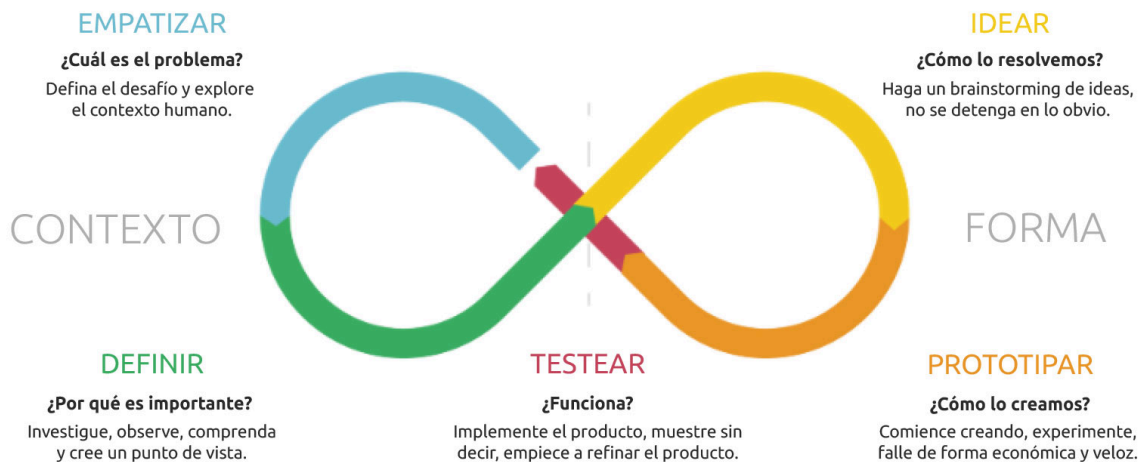 EMPATIZAR
¿Cuál es el problema?
Defina el desafío y explore
el contexto humano.
IDEAR
¿Cómo lo resolvemos?
Haga un brainstorming de ideas,
no se detenga en lo obvio.
CONTEXTO
FORMA
DEFINIR
¿Por qué es importante?
Investigue, observe, comprenda
y cree un punto de vista.
TESTEAR
¿Funciona?
Implemente el producto, muestre sin
decir, empiece a refinar el producto.
PROTOTIPAR
¿Cómo lo creamos?
Comience creando, experimente,
falle de forma económica y veloz.